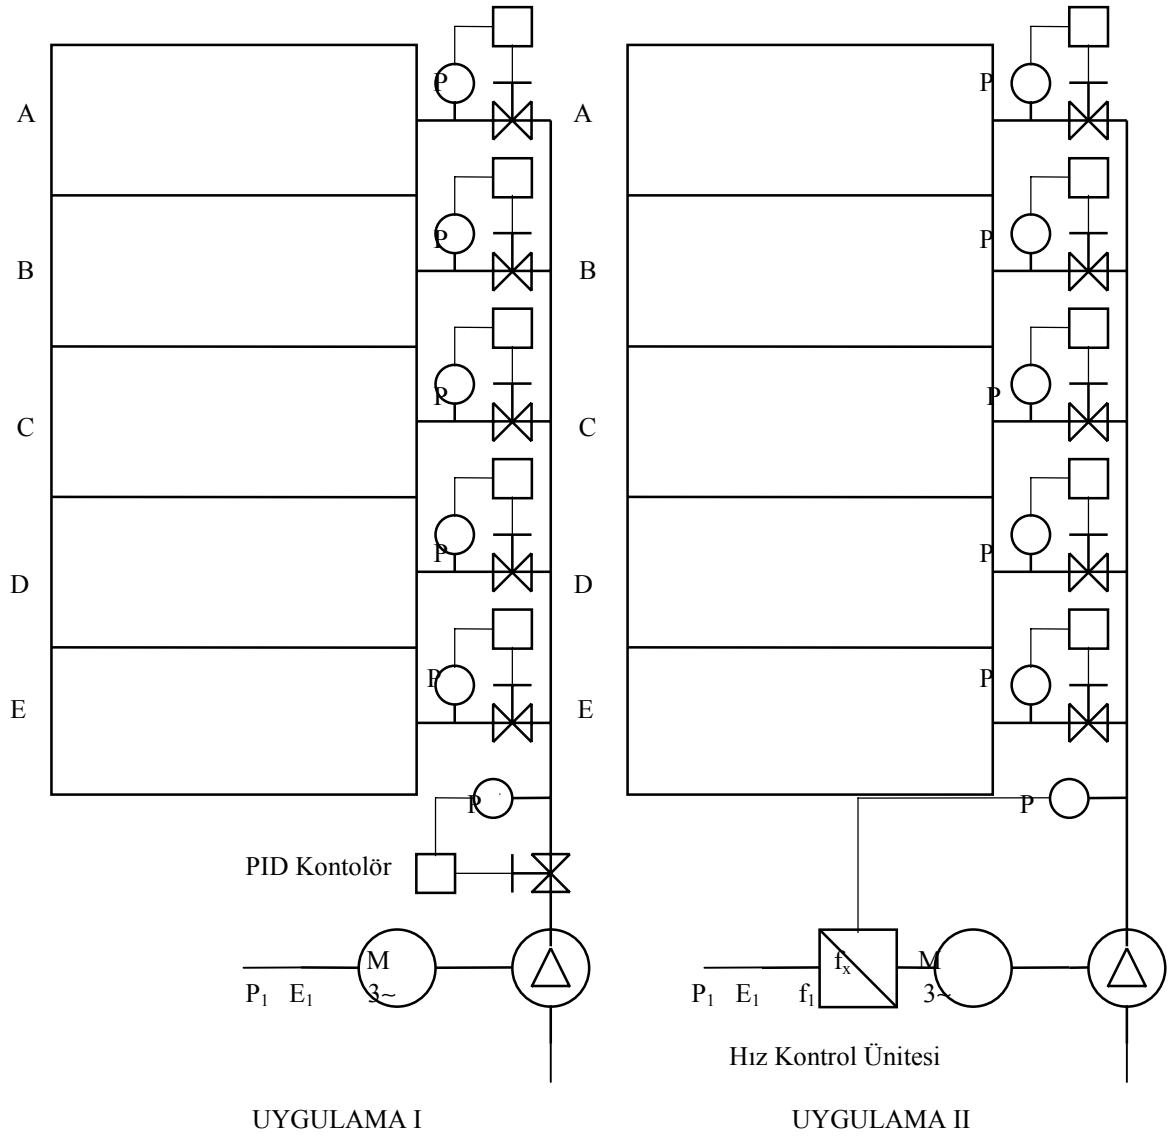 P P
A A
P P
B B
P P
C C
P P
D D
P P
E E
P P
PID Kontolör
M fₓ M
P₁ E₁ 3~ P₁ E₁ f₁ 3~
Hız Kontrol Ünitesi
UYGULAMA I UYGULAMA II